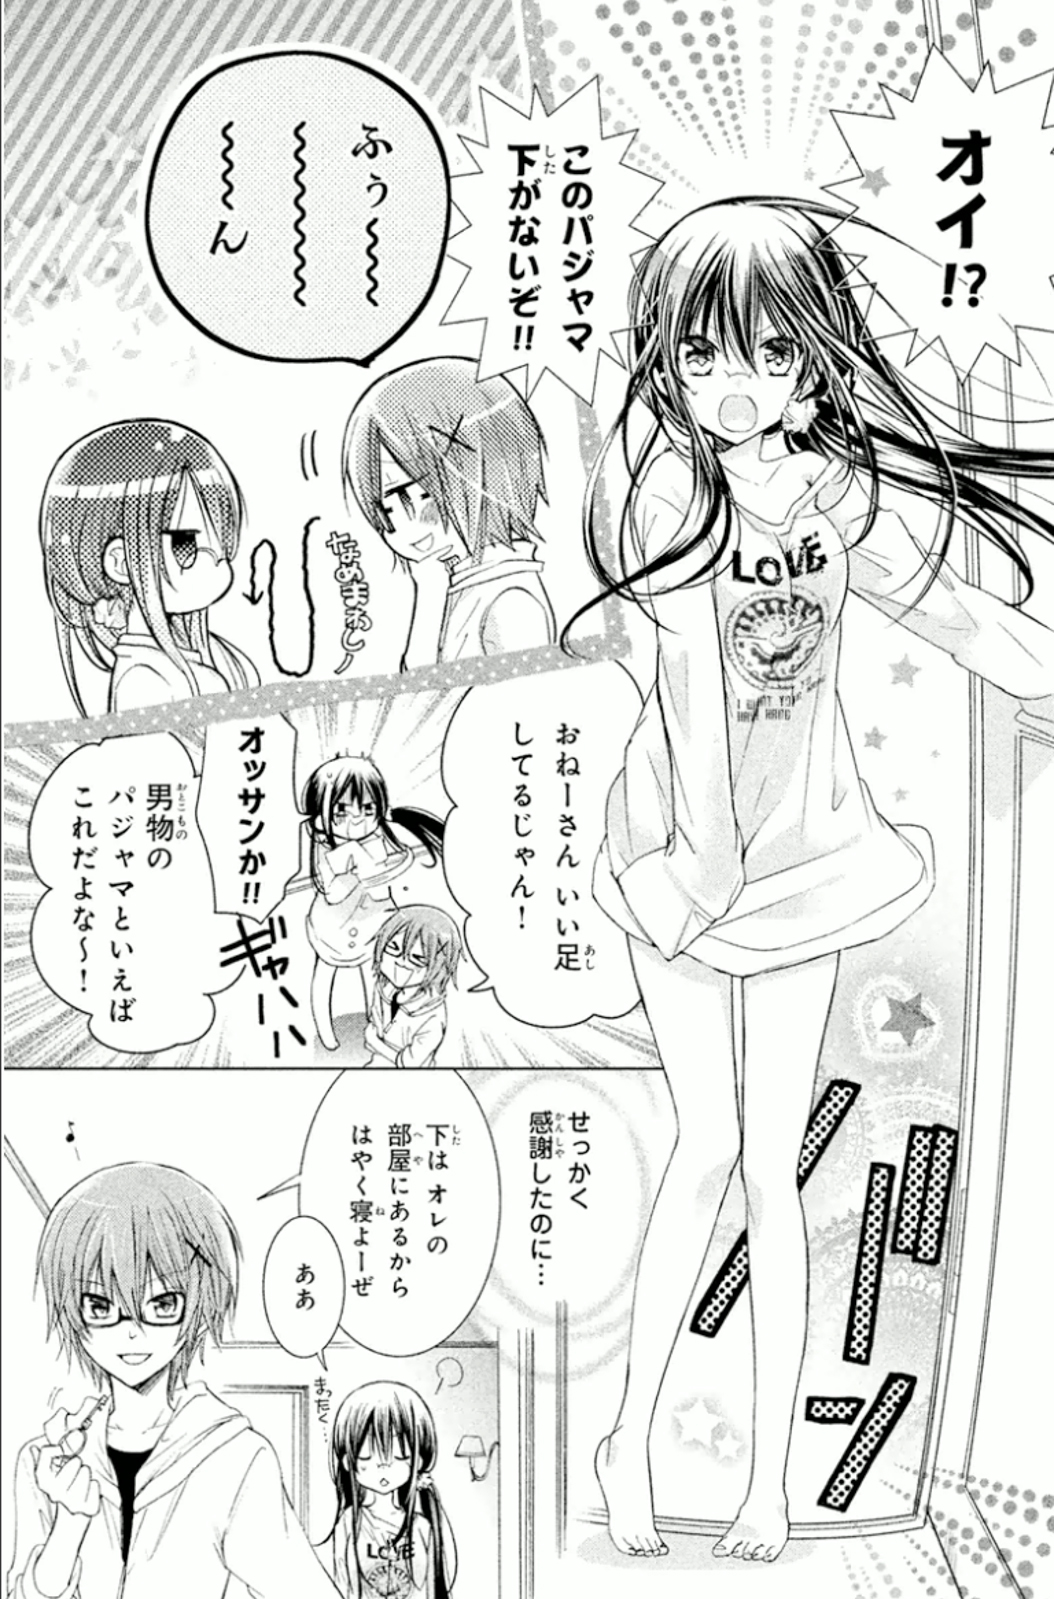 オイ!?
このパジャマ
下がないぞ!!
LOVE
ズンッ
ふぅ〜
〜〜
〜〜ん
なめまわしー
おねーさん いい足
してるじゃん!
オッサンか!!
ギャハハハ
男物の
パジャマといえば
これだよな〜!
せっかく
感謝したのに…
下は オレの
部屋にあるから
はやく寝よーぜ
ああ
まったく…
LOVE